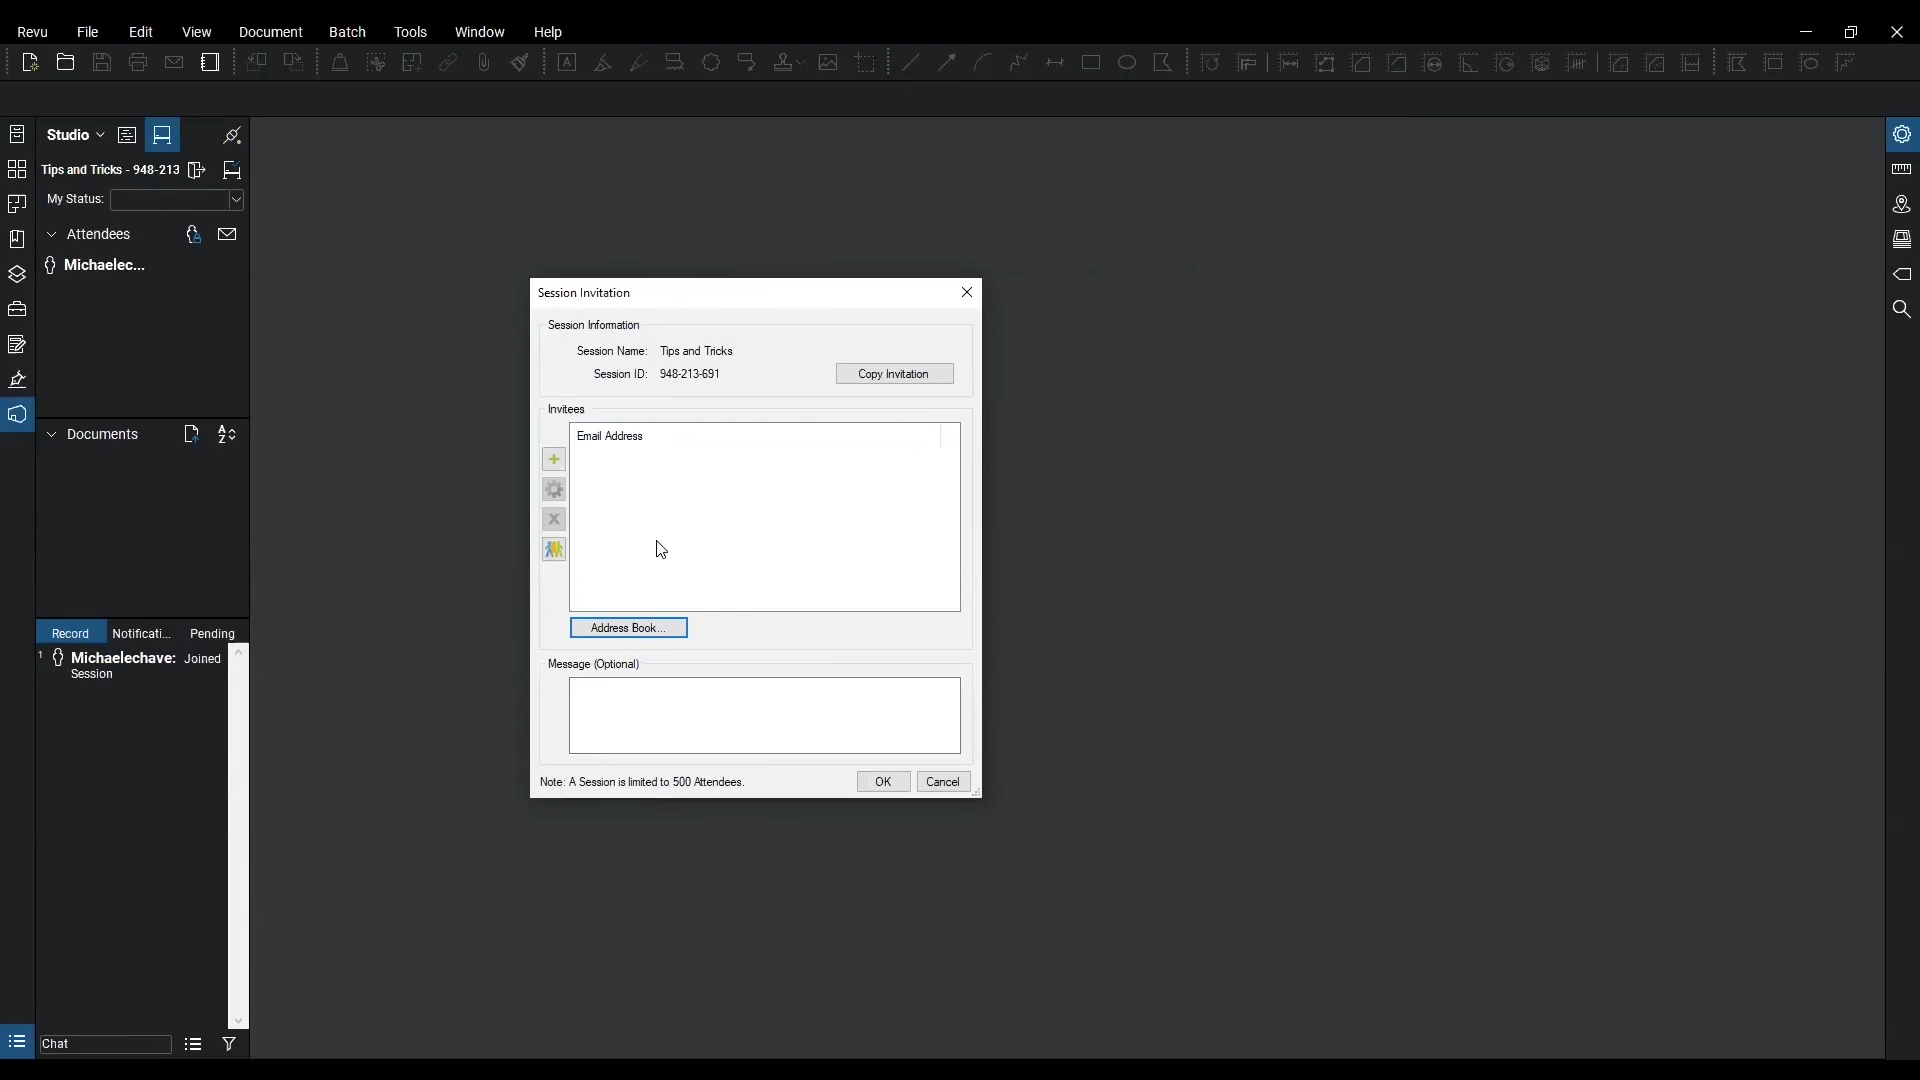 Revu File Edit View Document Batch Tools Window Help
Studio
Tips and Tricks - 948-213
My Status:
Attendees
Michaelec...
Documents
Record Notificati... Pending
1 Michaelechave: Joined
Session
Chat
Session Invitation
Session Information
Session Name: Tips and Tricks
Session ID: 948-213-691
Copy Invitation
Invitees
Email Address
Address Book...
Message (Optional)
Note: A Session is limited to 500 Attendees.
OK Cancel